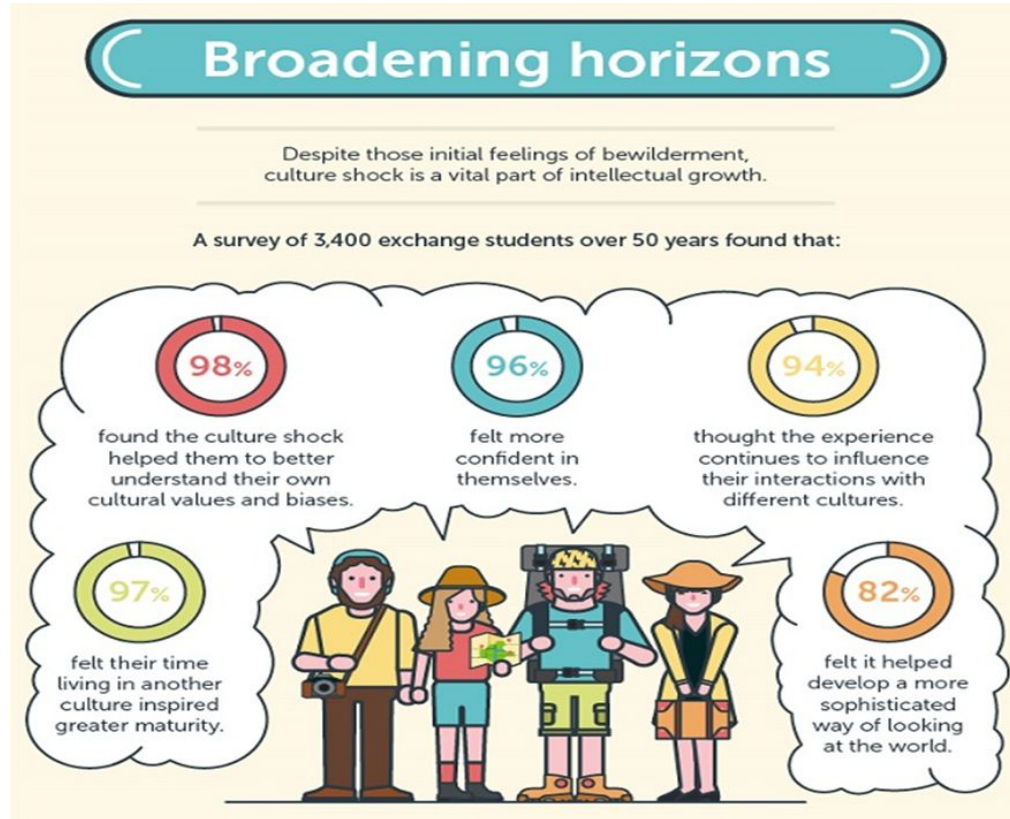 Broadening horizons
Despite those initial feelings of bewilderment,
culture shock is a vital part of intellectual growth.
A survey of 3,400 exchange students over 50 years found that:
98%
found the culture shock
helped them to better
understand their own
cultural values and biases.
96%
felt more
confident in
themselves.
94%
thought the experience
continues to influence
their interactions with
different cultures.
97%
felt their time
living in another
culture inspired
greater maturity.
82%
felt it helped
develop a more
sophisticated
way of looking
at the world.